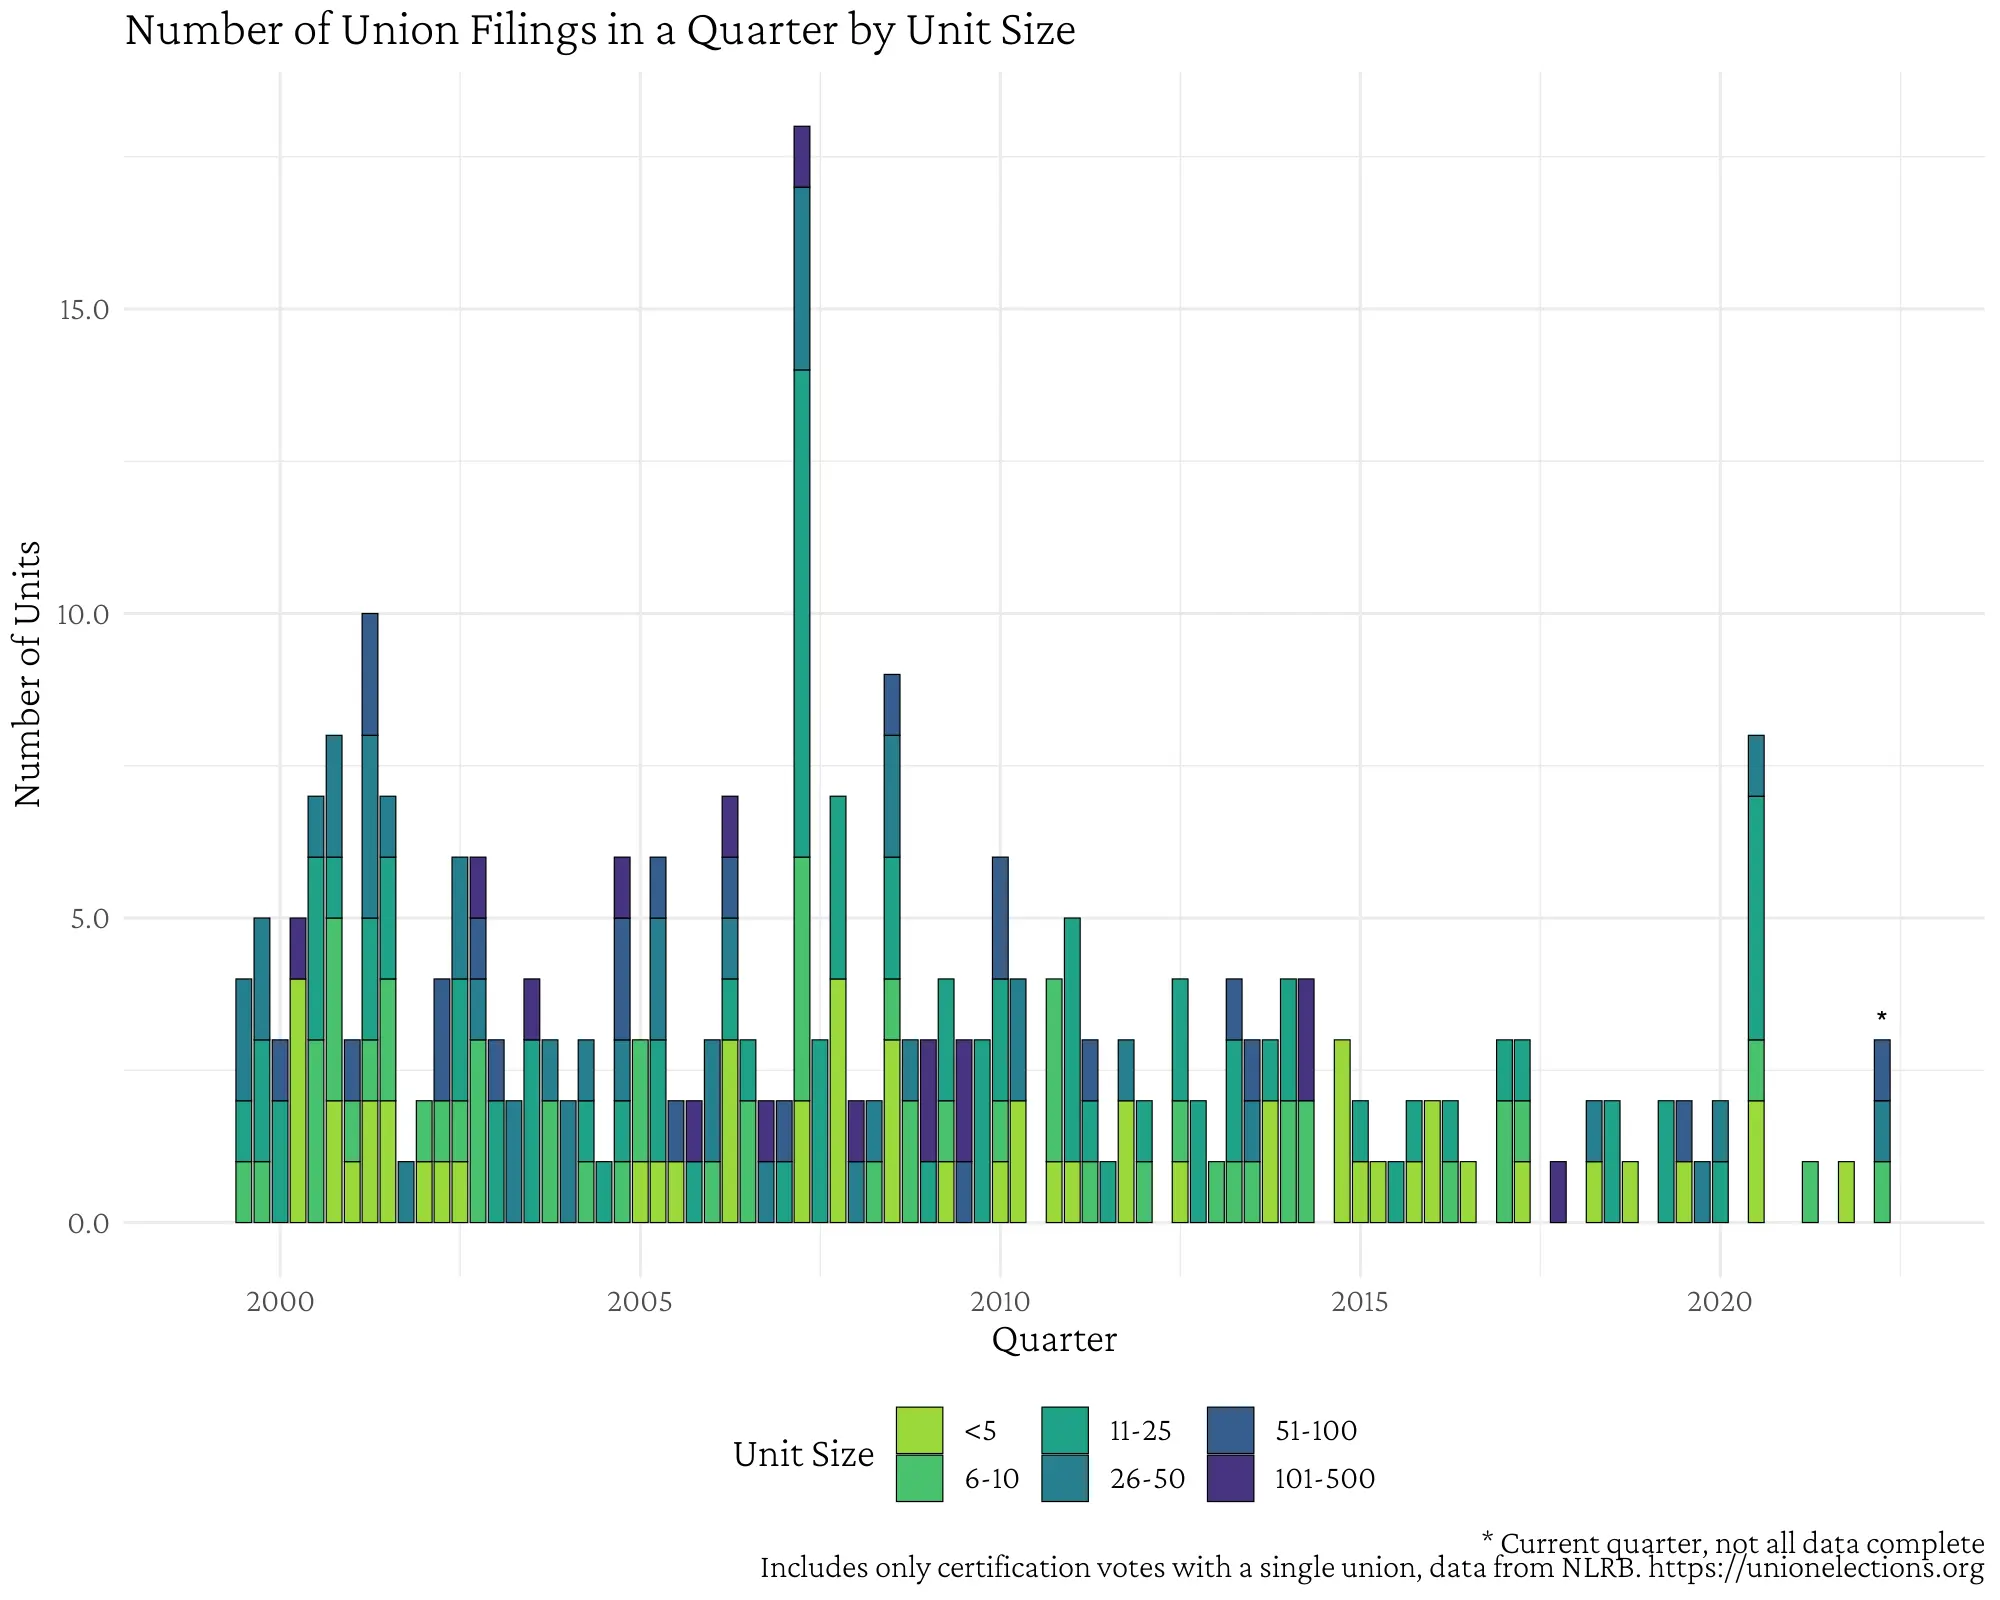 Number of Union Filings in a Quarter by Unit Size
Number of Units
15.0
10.0
5.0
0.0
*
2000 2005 2010 2015 2020
Quarter
Unit Size
<5 11-25 51-100
6-10 26-50 101-500
* Current quarter, not all data complete
Includes only certification votes with a single union, data from NLRB. https://unionelections.org